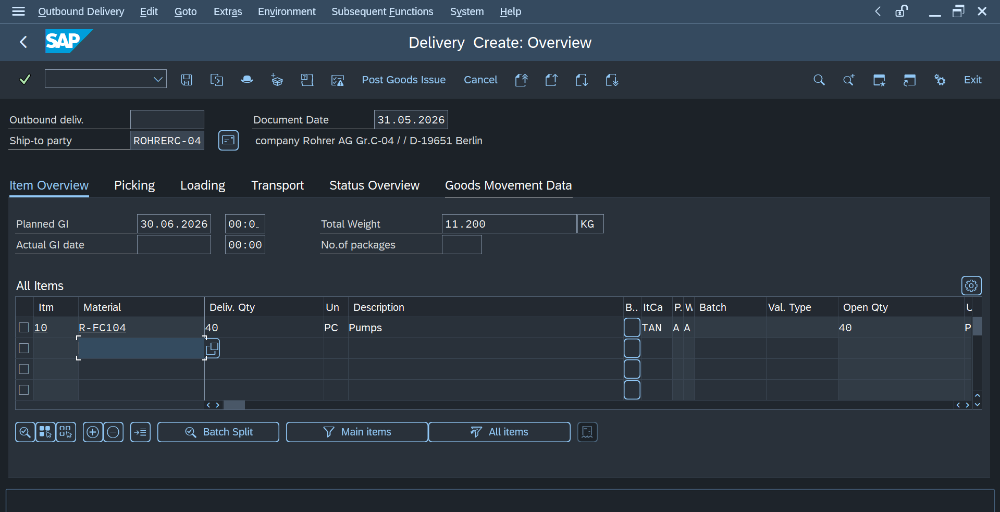 Outbound Delivery Edit Goto Extras Environment Subsequent Functions System Help
SAP
Delivery Create: Overview
Post Goods Issue Cancel Exit
Outbound deliv. Document Date 31.05.2026
Ship-to party ROHRERC-04 company Rohrer AG Gr.C-04 / / D-19651 Berlin
Item Overview Picking Loading Transport Status Overview Goods Movement Data
Planned GI 30.06.2026 00:0… Total Weight 11.200 KG
Actual GI date 00:00 No.of packages
All Items
Itm Material Deliv. Qty Un Description B.. ItCa P. W Batch Val. Type Open Qty U
10 R-FC104 40 PC Pumps TAN A A 40 P
Batch Split Main items All items